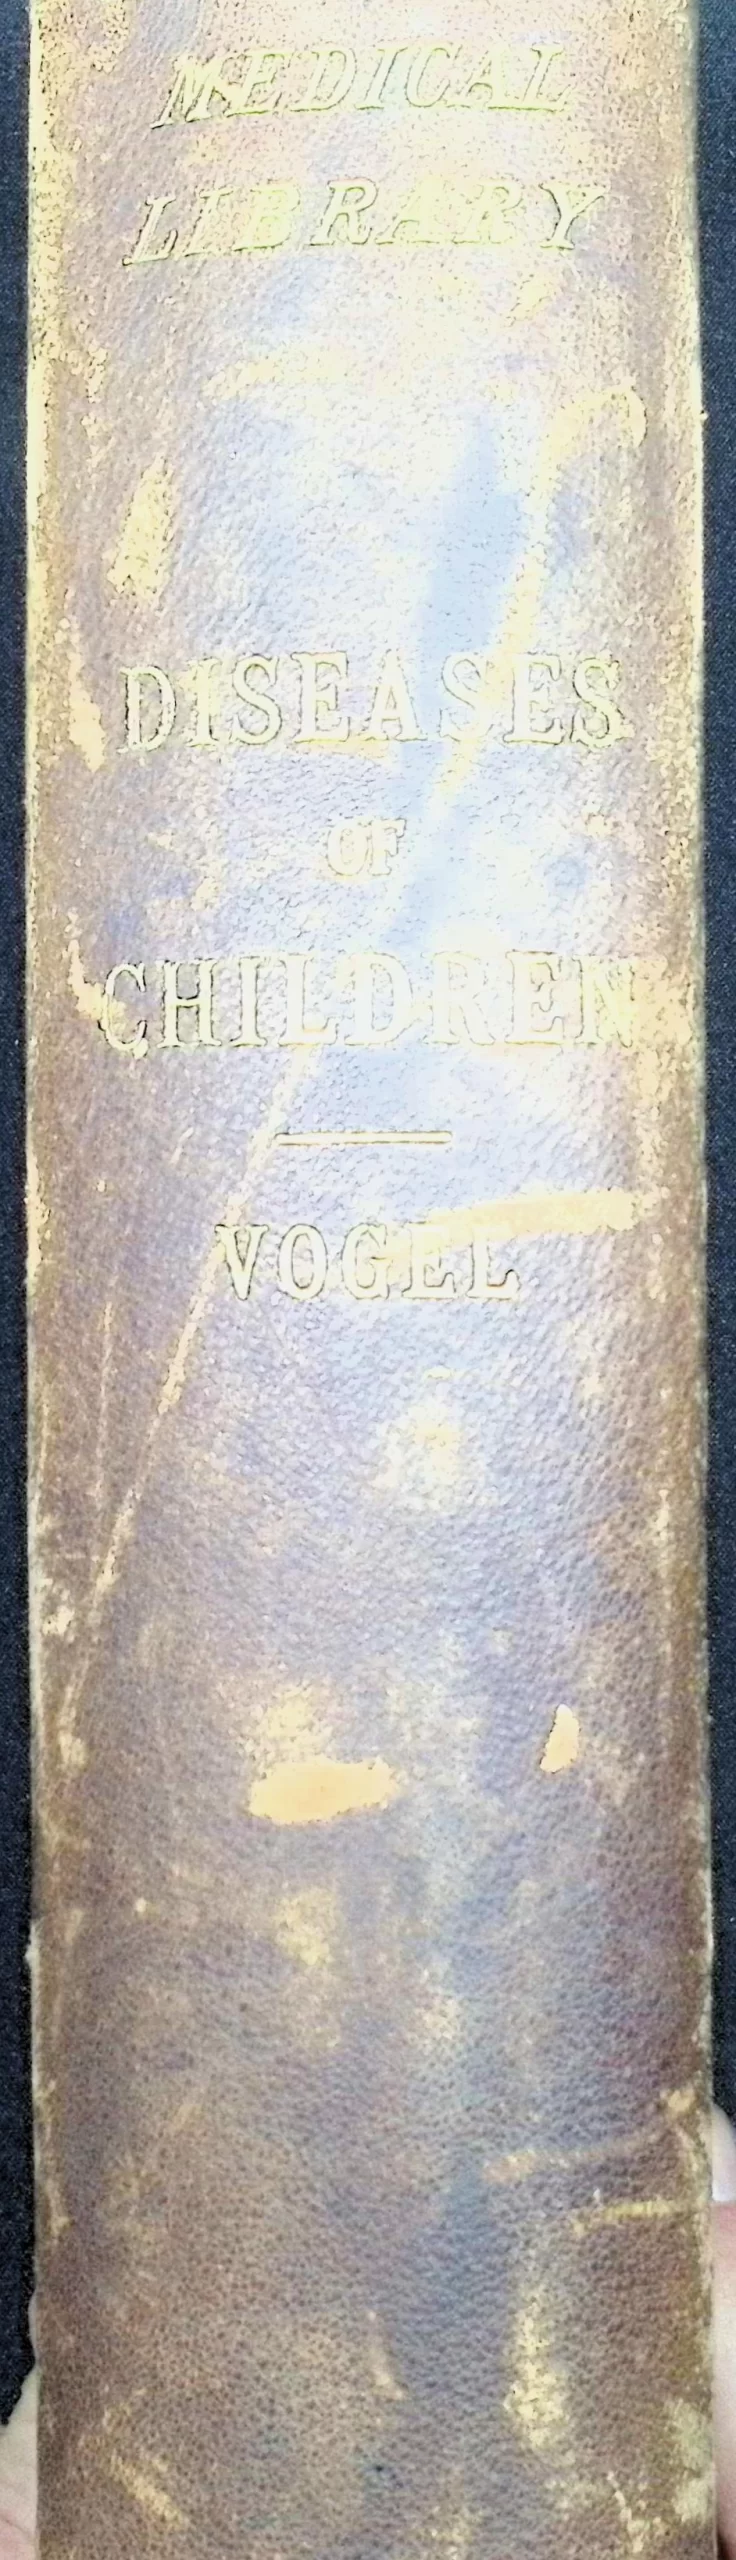 MEDICAL
LIBRARY
DISEASES
OF
CHILDREN
VOGEL